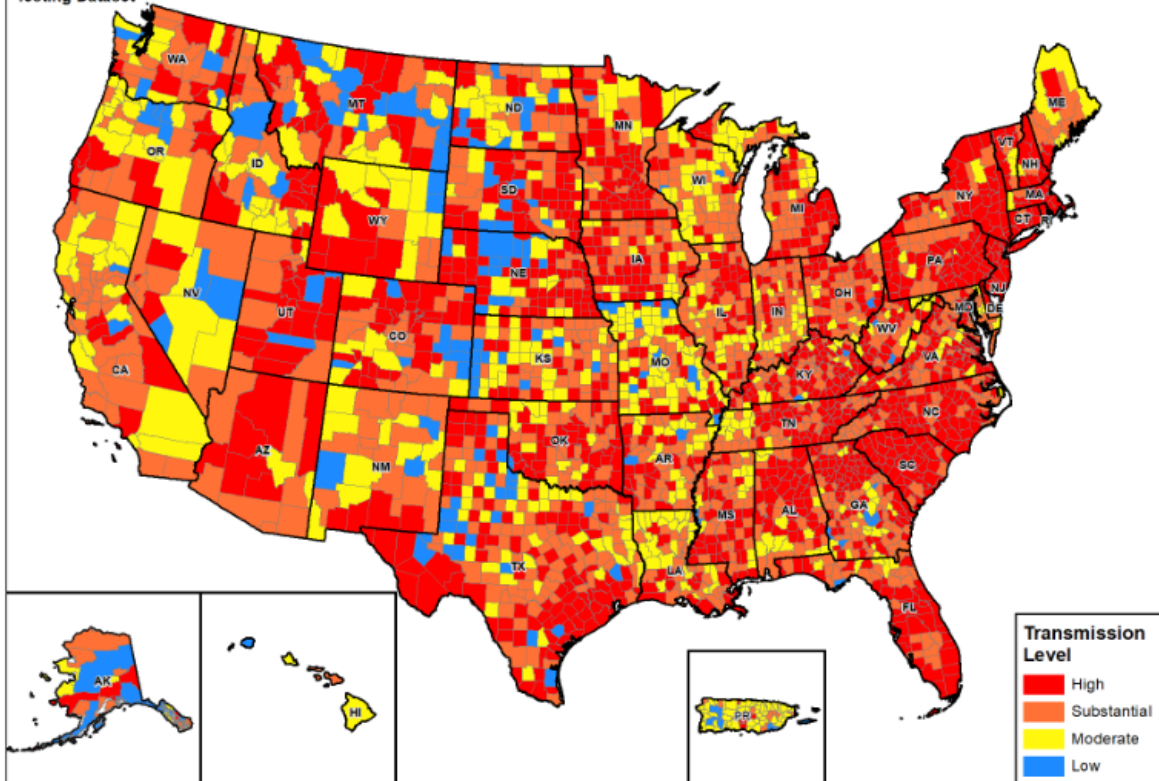 WA
MT
ND
MN
ME
OR
ID
SD
WI
VT
NH
WY
MI
NY
MA
CT
IA
NE
PA
NV
UT
IL
IN
OH
NJ
MD
DE
CO
WV
KS
MO
VA
CA
KY
NC
TN
OK
AZ
NM
AR
SC
MS
AL
GA
TX
LA
FL
AK
HI
PR
Transmission
Level
High
Substantial
Moderate
Low